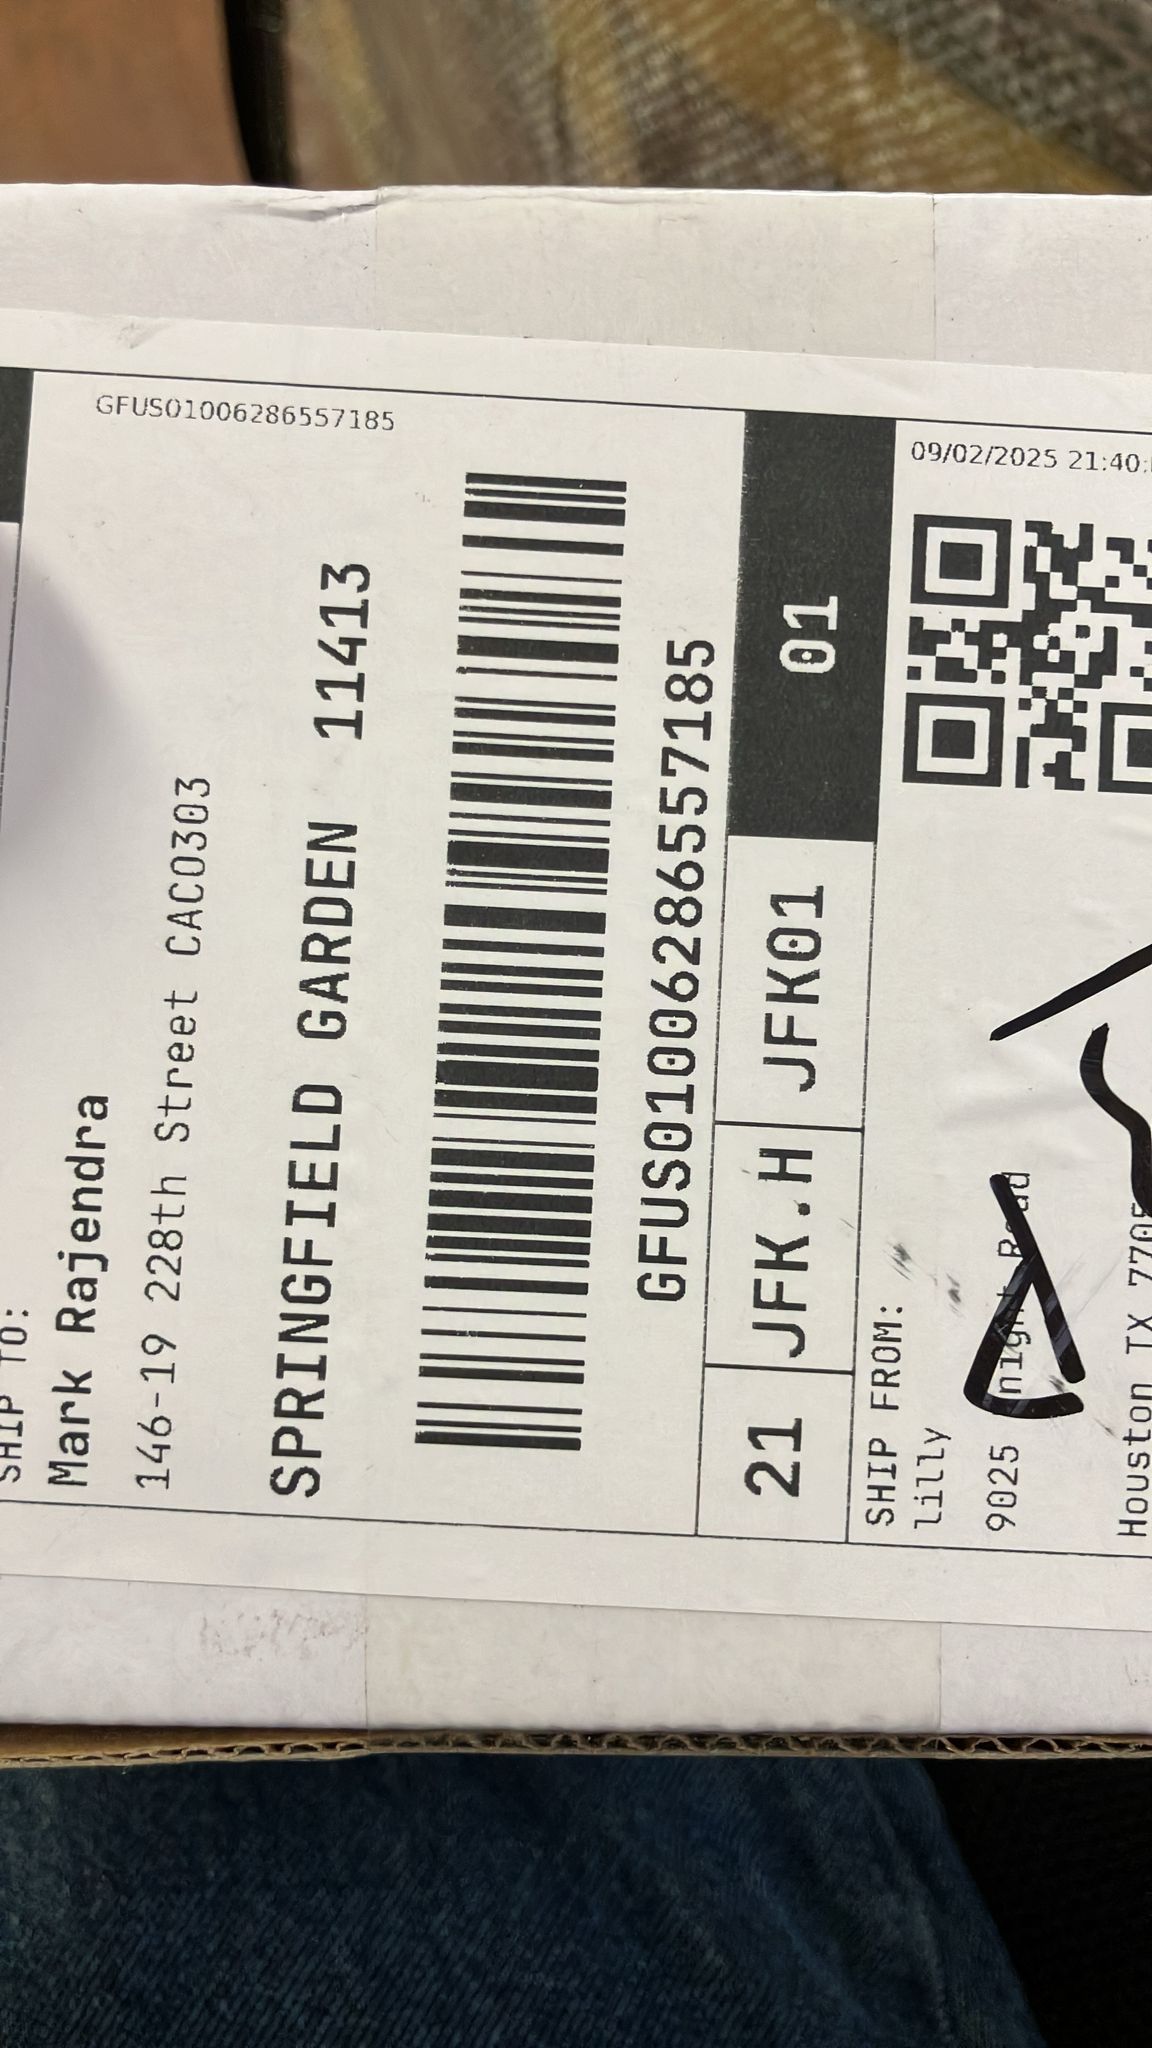 GFUS01006286557185
SHIP TO:
Mark Rajendra
146-19 228th Street CAC0303
SPRINGFIELD GARDEN 11413
GFUS01006286557185
21 JFK.H JFK01 01
09/02/2025 21:40:
SHIP FROM:
lilly
9025
Houston TX